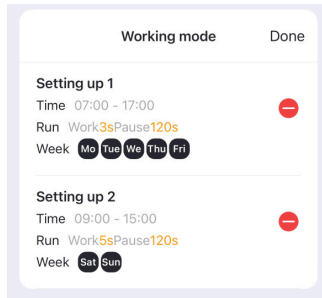 Working mode Done
Setting up 1
Time 07:00 - 17:00
Run Work3sPause120s
Week Mo Tue We Thu Fri
Setting up 2
Time 09:00 - 15:00
Run Work5sPause120s
Week Sat Sun